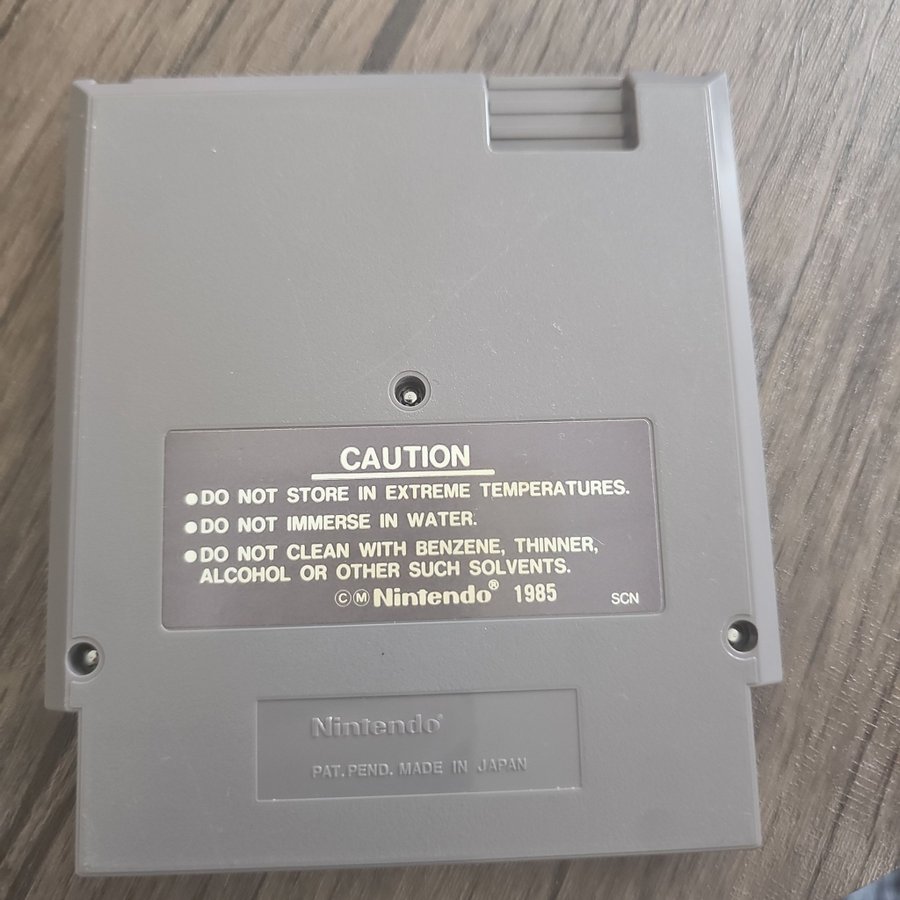 CAUTION
●DO NOT STORE IN EXTREME TEMPERATURES.
●DO NOT IMMERSE IN WATER.
●DO NOT CLEAN WITH BENZENE, THINNER,
ALCOHOL OR OTHER SUCH SOLVENTS.
©Ⓜ Nintendo® 1985 SCN
Nintendo®
PAT. PEND. MADE IN JAPAN